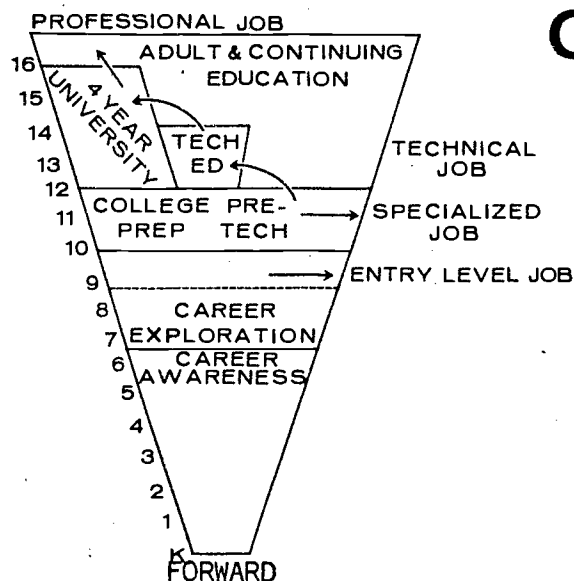 PROFESSIONAL JOB
C
ADULT & CONTINUING
EDUCATION
16
15
14
13
12
11
10
9
8
7
6
5
4
3
2
1
K
4 YEAR
UNIVERSITY
TECH
ED
TECHNICAL
JOB
COLLEGE PRE-
PREP TECH
SPECIALIZED
JOB
ENTRY LEVEL JOB
CAREER
EXPLORATION
CAREER
AWARENESS
FORWARD